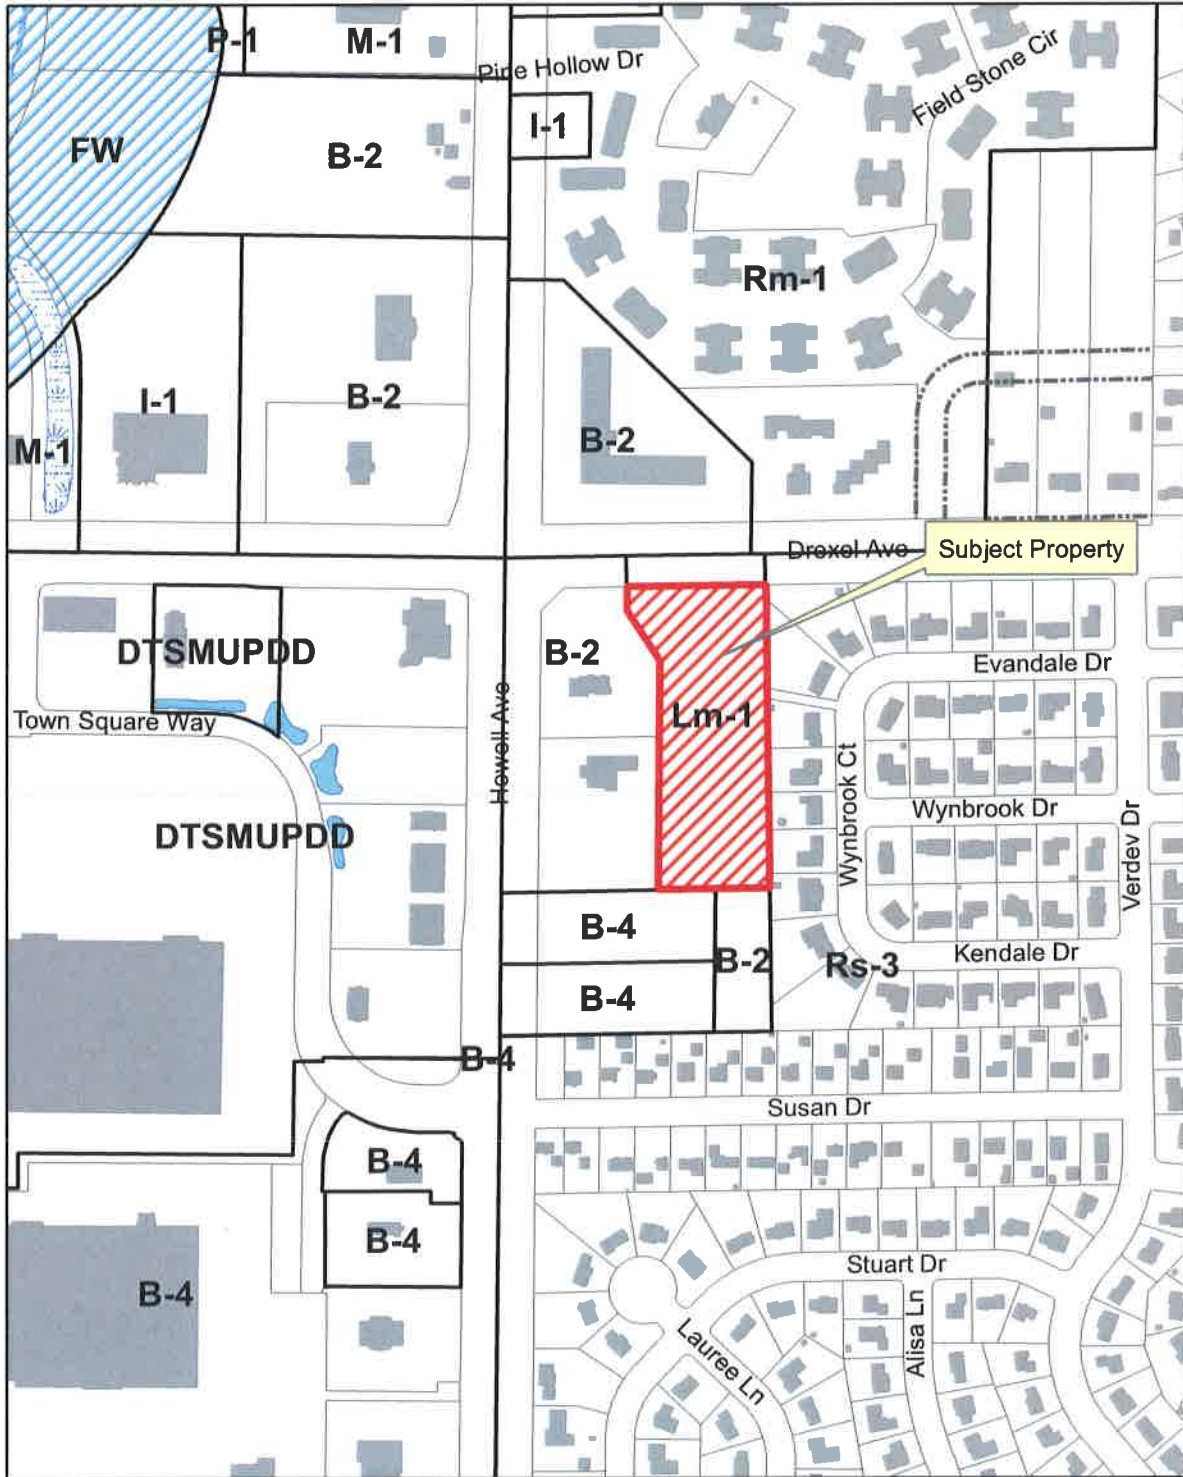 P-1
M-1
Pine Hollow Dr
Field Stone Cir
I-1
FW
B-2
Rm-1
I-1
B-2
M-1
B-2
Drexel Ave
Subject Property
DTSMUPDD
B-2
Evandale Dr
Town Square Way
Howell Ave
Lm-1
Wynbrook Ct
Wynbrook Dr
Verdev Dr
DTSMUPDD
B-4
B-2
Rs-3
Kendale Dr
B-4
B-4
Susan Dr
B-4
B-4
Stuart Dr
B-4
Lauree Ln
Alisa Ln